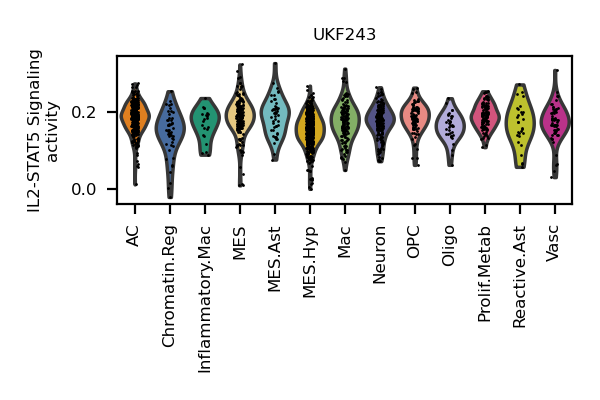 UKF243
IL2-STAT5 Signaling
activity
0.2
0.0
AC
Chromatin.Reg
Inflammatory.Mac
MES
MES.Ast
MES.Hyp
Mac
Neuron
OPC
Oligo
Prolif.Metab
Reactive.Ast
Vasc